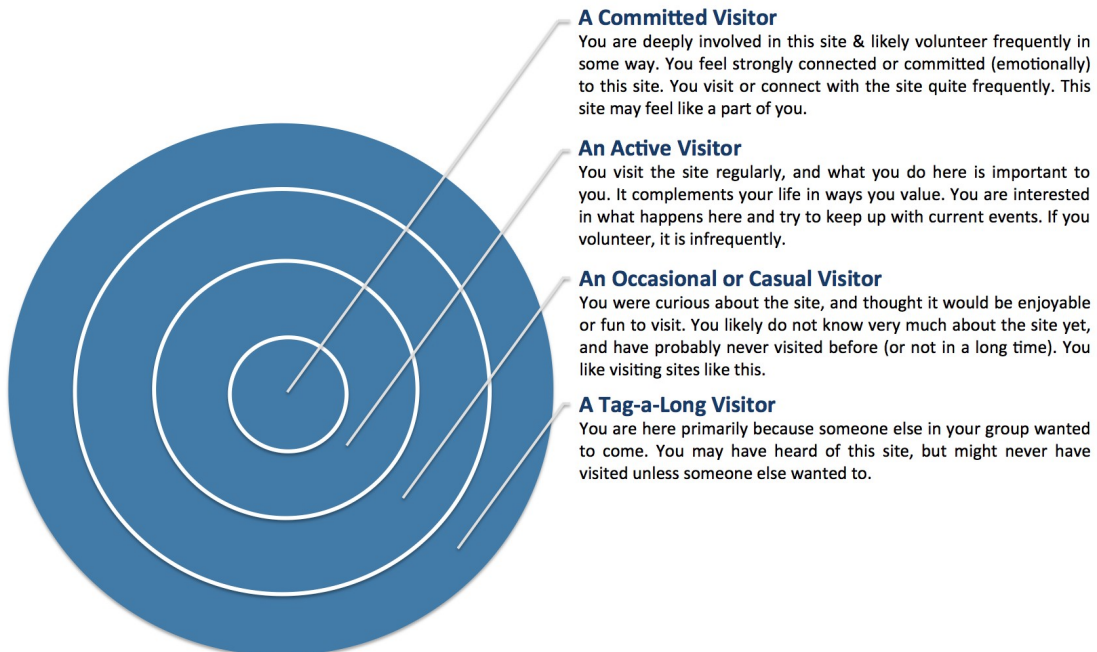 A Committed Visitor
You are deeply involved in this site & likely volunteer frequently in
some way. You feel strongly connected or committed (emotionally)
to this site. You visit or connect with the site quite frequently. This
site may feel like a part of you.
An Active Visitor
You visit the site regularly, and what you do here is important to
you. It complements your life in ways you value. You are interested
in what happens here and try to keep up with current events. If you
volunteer, it is infrequently.
An Occasional or Casual Visitor
You were curious about the site, and thought it would be enjoyable
or fun to visit. You likely do not know very much about the site yet,
and have probably never visited before (or not in a long time). You
like visiting sites like this.
A Tag-a-Long Visitor
You are here primarily because someone else in your group wanted
to come. You may have heard of this site, but might never have
visited unless someone else wanted to.